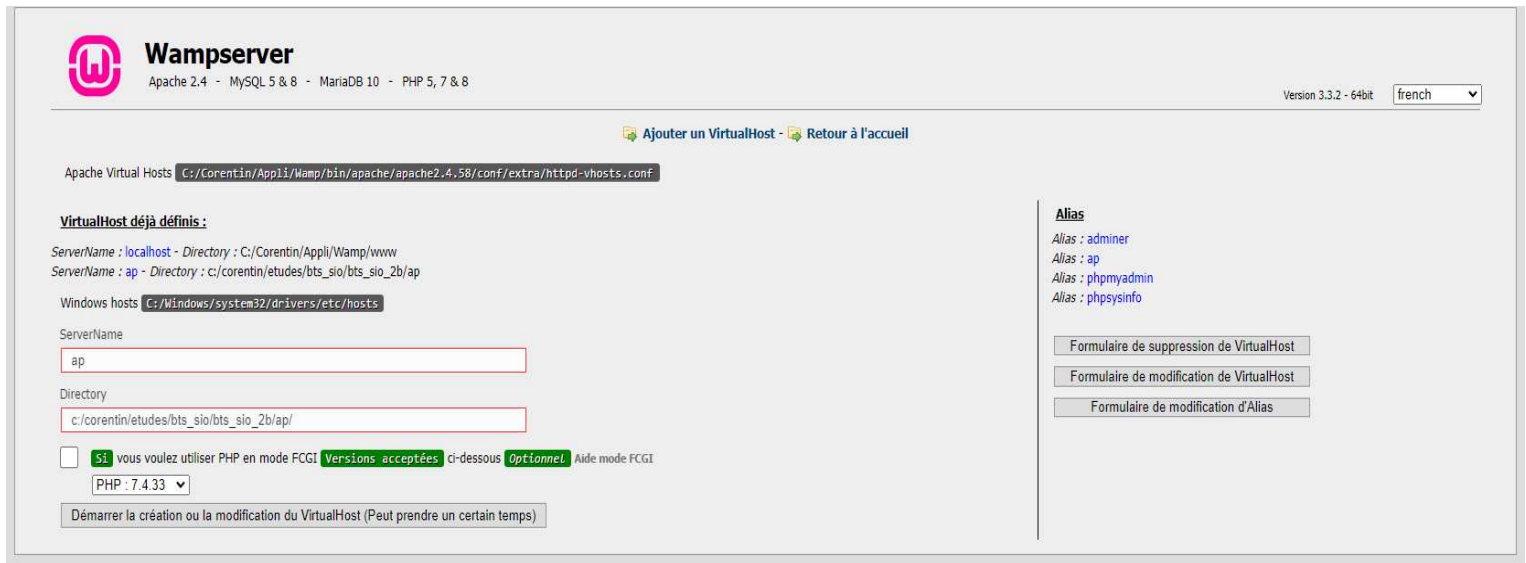 Wampserver
Apache 2.4 - MySQL 5 & 8 - MariaDB 10 - PHP 5, 7 & 8
Version 3.3.2 - 64bit french
Ajouter un VirtualHost - Retour à l'accueil
Apache Virtual Hosts C:/Corentin/Appli/Wamp/bin/apache/apache2.4.58/conf/extra/httpd-vhosts.conf
VirtualHost déjà définis :
ServerName : localhost - Directory : C:/Corentin/Appli/Wamp/www
ServerName : ap - Directory : c:/corentin/etudes/bts_sio/bts_sio_2b/ap
Windows hosts C:/Windows/system32/drivers/etc/hosts
ServerName
ap
Directory
c:/corentin/etudes/bts_sio/bts_sio_2b/ap/
Si vous voulez utiliser PHP en mode FCGI Versions acceptées ci-dessous Optionnel Aide mode FCGI
PHP : 7.4.33
Démarrer la création ou la modification du VirtualHost (Peut prendre un certain temps)
Alias
Alias : adminer
Alias : ap
Alias : phpmyadmin
Alias : phpsysinfo
Formulaire de suppression de VirtualHost
Formulaire de modification de VirtualHost
Formulaire de modification d'Alias